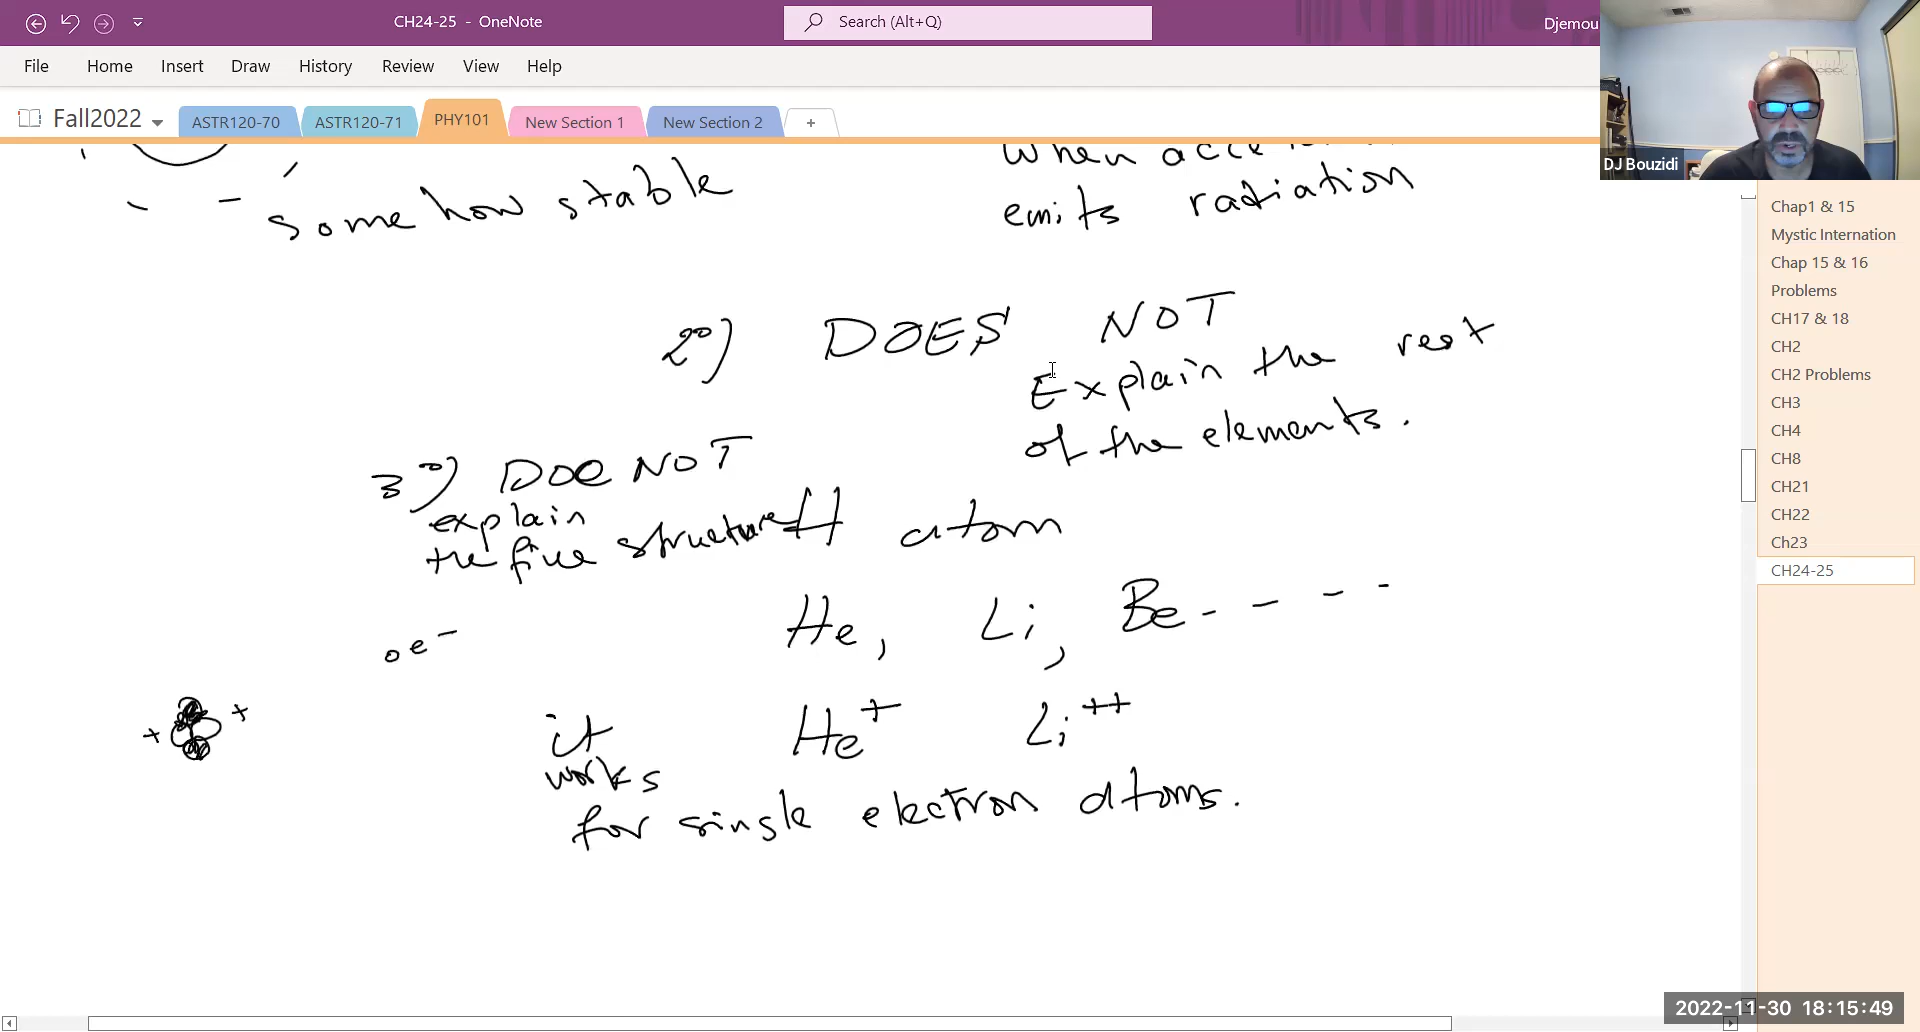 CH24-25 - OneNote
Search (Alt+Q)
Djemou
File Home Insert Draw History Review View Help
Fall2022
ASTR120-70
ASTR120-71
PHY101
New Section 1
New Section 2
+
DJ Bouzidi
Chap1 & 15
Mystic Internation
Chap 15 & 16
Problems
CH17 & 18
CH2
CH2 Problems
CH3
CH4
CH8
CH21
CH22
Ch23
CH24-25
somehow stable
when
emits radiation
2°) DOES NOT
Explain the rest
of the elements.
3°) DOE NOT
explain
the fine structure
H atom
He, Li, Be - - - -
e-
+ +
it He+ Li++
works
for single electron atoms.
2022-11-30 18:15:49